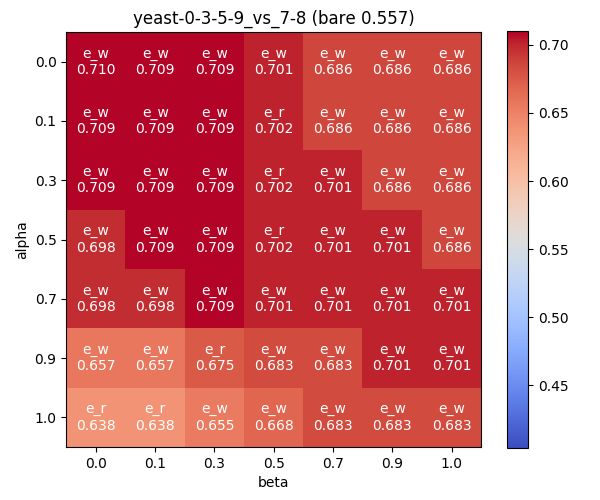 yeast-0-3-5-9_vs_7-8 (bare 0.557)
alpha
0.0 e_w e_w e_w e_w e_w e_w e_w
0.710 0.709 0.709 0.701 0.686 0.686 0.686
0.1 e_w e_w e_w e_r e_w e_w e_w
0.709 0.709 0.709 0.702 0.686 0.686 0.686
0.3 e_w e_w e_w e_r e_w e_w e_w
0.709 0.709 0.709 0.702 0.701 0.686 0.686
0.5 e_w e_w e_w e_r e_w e_w e_w
0.698 0.709 0.709 0.702 0.701 0.701 0.686
0.7 e_w e_w e_w e_w e_w e_w e_w
0.698 0.698 0.709 0.701 0.701 0.701 0.701
0.9 e_w e_w e_r e_w e_w e_w e_w
0.657 0.657 0.675 0.683 0.683 0.701 0.701
1.0 e_r e_r e_w e_w e_w e_w e_w
0.638 0.638 0.655 0.668 0.683 0.683 0.683
0.0 0.1 0.3 0.5 0.7 0.9 1.0
beta
0.70
0.65
0.60
0.55
0.50
0.45